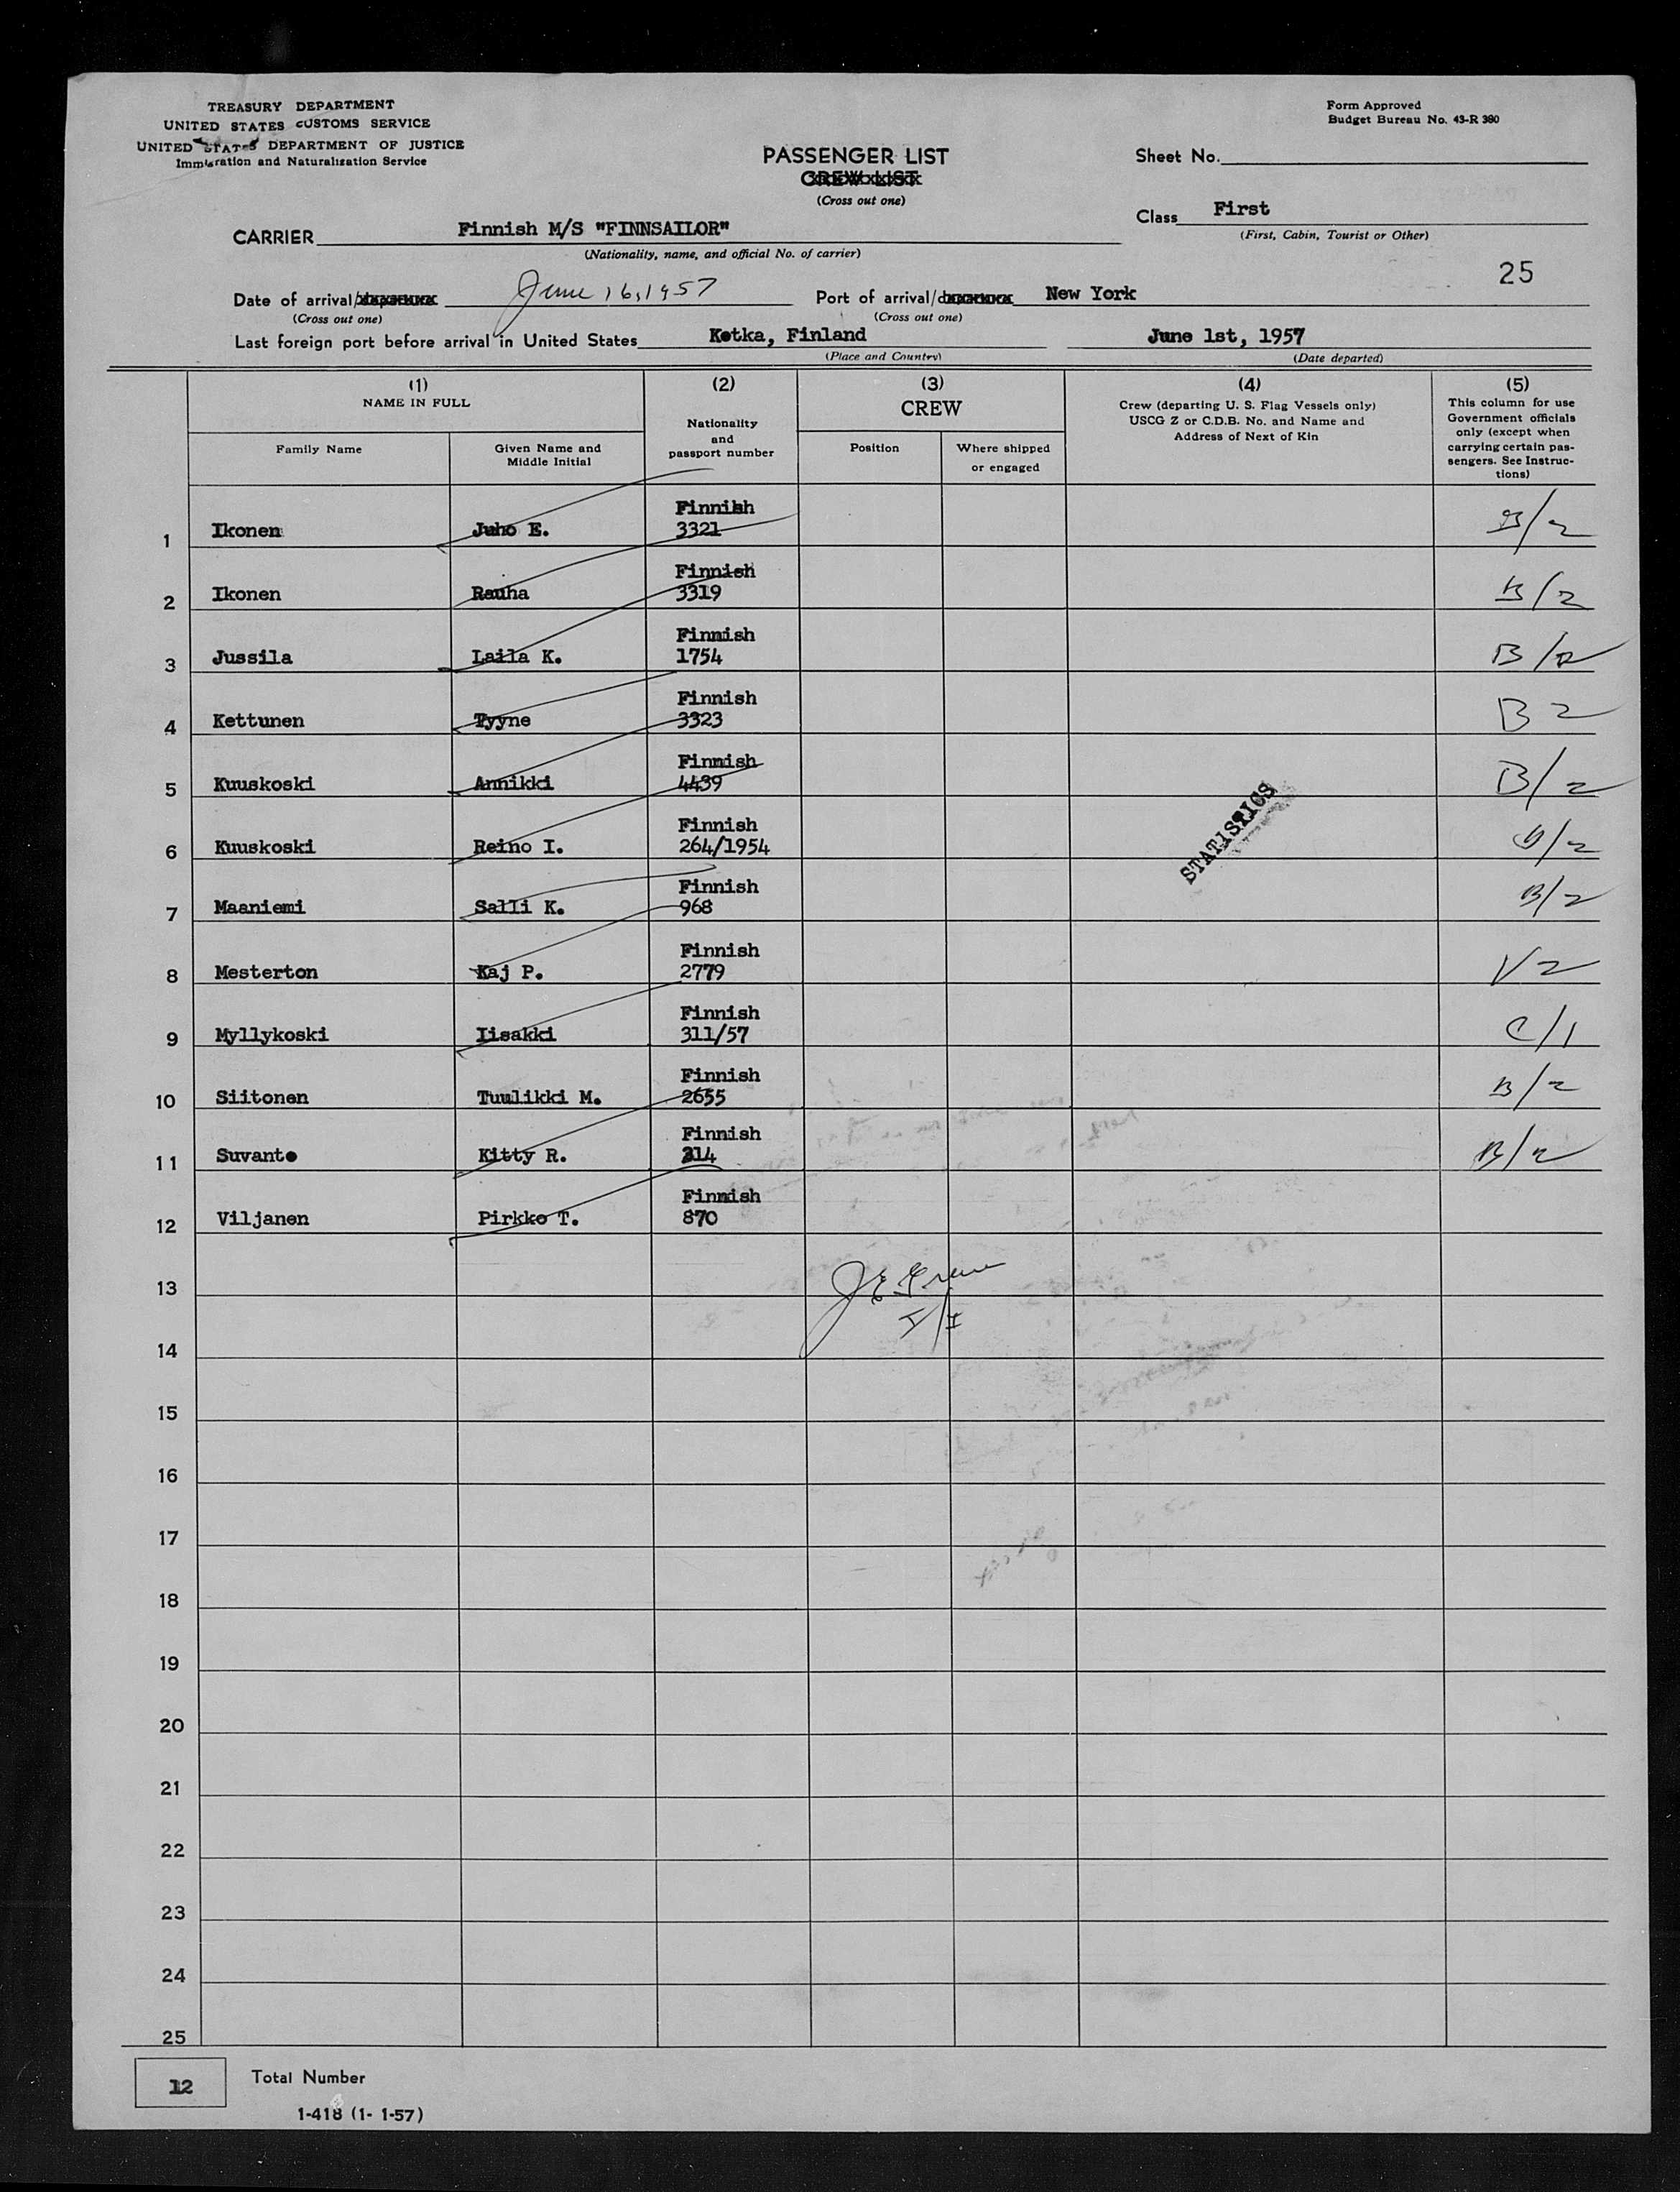 TREASURY DEPARTMENT
UNITED STATES CUSTOMS SERVICE
UNITED STATES DEPARTMENT OF JUSTICE
Immigration and Naturalization Service
Form Approved
Budget Bureau No. 43-R 380
PASSENGER LIST
CREW LIST
(Cross out one)
Sheet No.
Class First
(First, Cabin, Tourist or Other)
CARRIER Finnish M/S "FINNSAILOR"
(Nationality, name, and official No. of carrier)
25
Date of arrival/ June 16, 1957 Port of arrival/ New York
(Cross out one) (Cross out one)
Last foreign port before arrival in United States Kotka, Finland June 1st, 1957
(Place and Country) (Date departed)
(1) (2) (3) (4) (5)
NAME IN FULL
Family Name
Given Name and
Middle Initial
Nationality
and
passport number
CREW
Position
Where shipped
or engaged
Crew (departing U. S. Flag Vessels only)
USCG Z or C.D.B. No. and Name and
Address of Next of Kin
This column for use
Government officials
only (except when
carrying certain pas-
sengers. See Instruc-
tions)
Finnish
1 Ikonen Juho E. 3321 B/2
Finnish
2 Ikonen Rauha 3319 B/2
Finnish
3 Jussila Laila K. 1754 B/2
Finnish
4 Kettunen Tyyne 3323 B 2
Finnish
5 Kuuskoski Annikki 4439 B/2
Finnish
6 Kuuskoski Reino I. 264/1954 B/2
STATISTICS
Finnish
7 Maaniemi Salli K. 968 B/2
Finnish
8 Mesterton Kaj P. 2779 V2
Finnish
9 Myllykoski Iisakki 311/57 C/1
Finnish
10 Siitonen Tuulikki M. 2655 B/2
Finnish
11 Suvanto Kitty R. 214 B/2
Finnish
12 Viljanen Pirkko T. 870
13
I/I
14
15
16
17
18
19
20
21
22
23
24
25
12 Total Number
1-418 (1- 1-57)